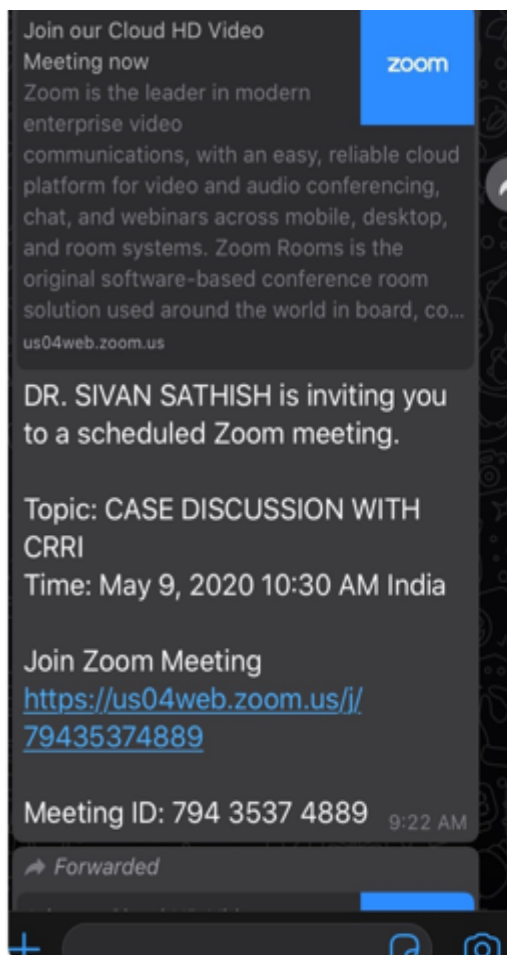 Join our Cloud HD Video
Meeting now
zoom
Zoom is the leader in modern
enterprise video
communications, with an easy, reliable cloud
platform for video and audio conferencing,
chat, and webinars across mobile, desktop,
and room systems. Zoom Rooms is the
original software-based conference room
solution used around the world in board, co...
us04web.zoom.us
DR. SIVAN SATHISH is inviting you
to a scheduled Zoom meeting.
Topic: CASE DISCUSSION WITH
CRRI
Time: May 9, 2020 10:30 AM India
Join Zoom Meeting
https://us04web.zoom.us/j/
79435374889
Meeting ID: 794 3537 4889
9:22 AM
Forwarded